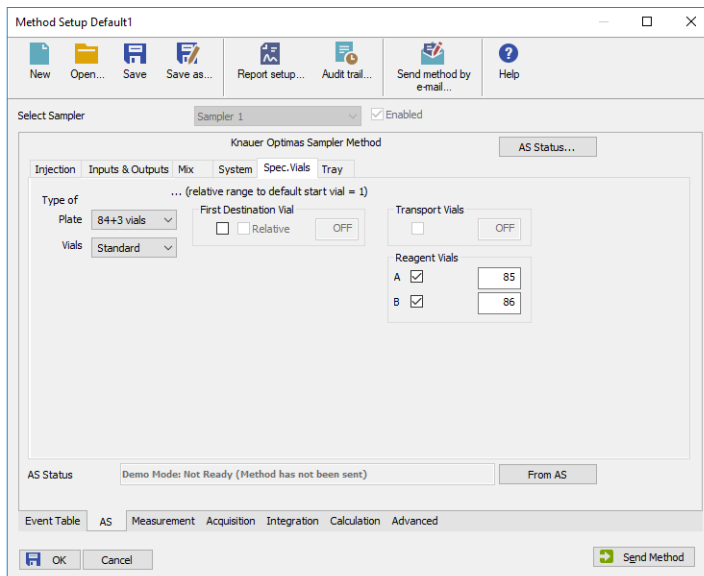 Method Setup Default1
New
Open...
Save
Save as...
Report setup...
Audit trail...
Send method by
e-mail...
Help
Select Sampler
Sampler 1
Enabled
Knauer Optimas Sampler Method
AS Status...
Injection
Inputs & Outputs
Mix
System
Spec.Vials
Tray
... (relative range to default start vial = 1)
Type of
Plate
84+3 vials
Vials
Standard
First Destination Vial
Relative
OFF
Transport Vials
OFF
Reagent Vials
A
85
B
86
AS Status
Demo Mode: Not Ready (Method has not been sent)
From AS
Event Table
AS
Measurement
Acquisition
Integration
Calculation
Advanced
OK
Cancel
Send Method